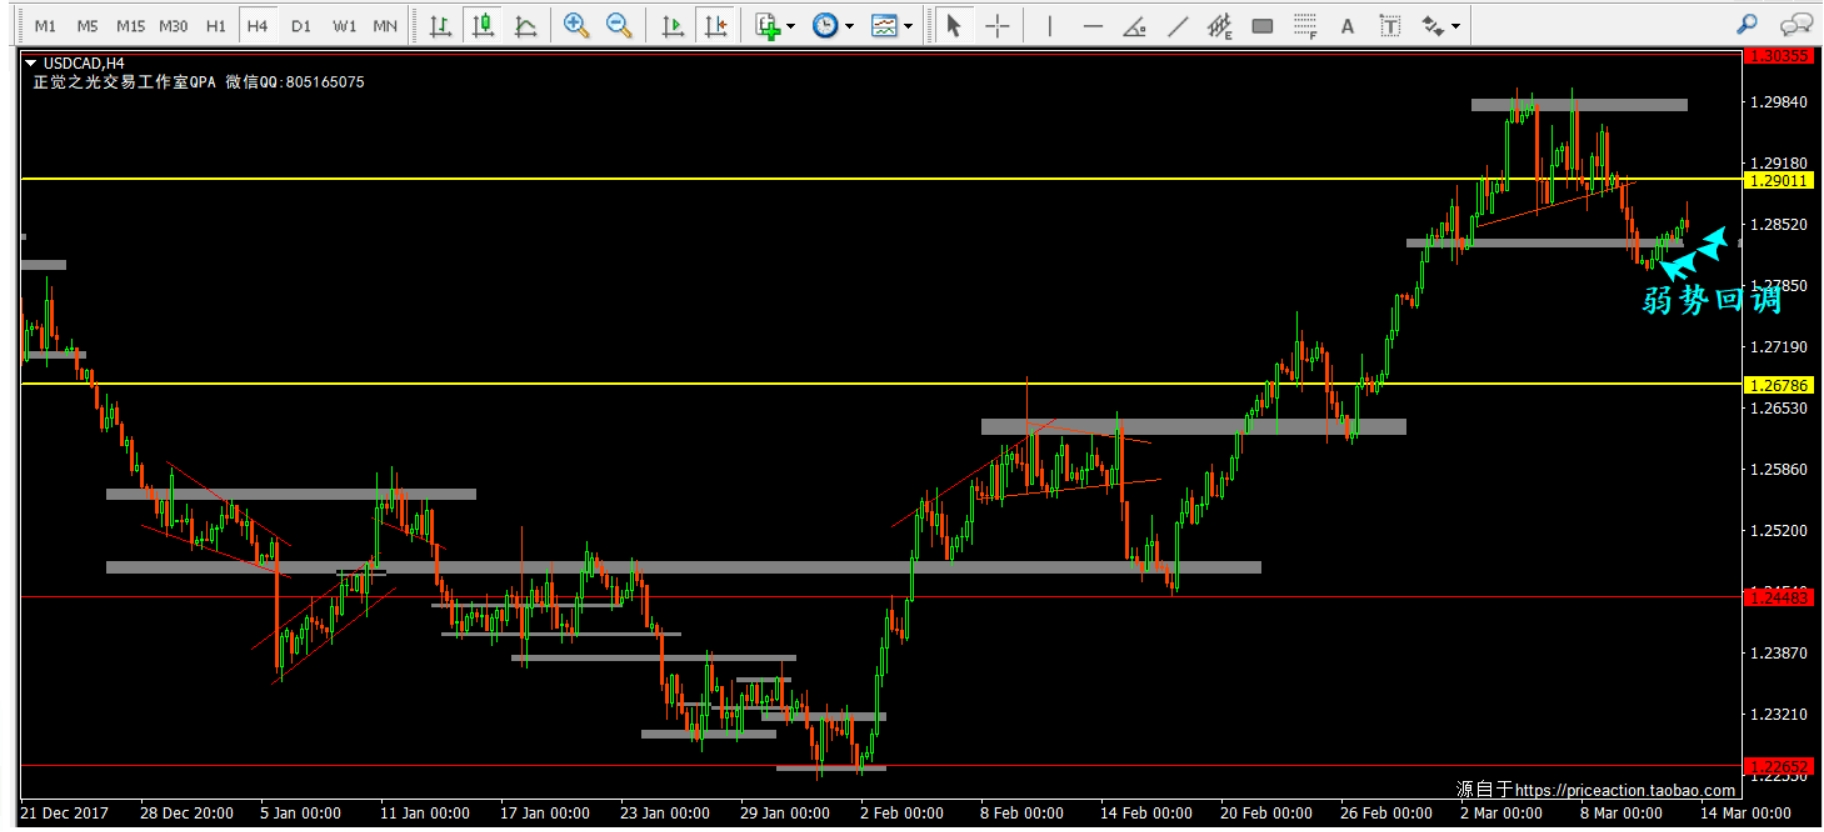 M1 M5 M15 M30 H1 H4 D1 W1 MN E F A T
USDCAD,H4
正觉之光交易工作室QPA 微信QQ:805165075
1.30355
1.29840
1.29180
1.29011
1.28520
1.27850
弱势回调
1.27190
1.26786
1.26530
1.25860
1.25200
1.24483
1.23870
1.23210
1.22652
源自于https://priceaction.taobao.com
21 Dec 2017 28 Dec 20:00 5 Jan 00:00 11 Jan 00:00 17 Jan 00:00 23 Jan 00:00 29 Jan 00:00 2 Feb 00:00 8 Feb 00:00 14 Feb 00:00 20 Feb 00:00 26 Feb 00:00 2 Mar 00:00 8 Mar 00:00 14 Mar 00:00